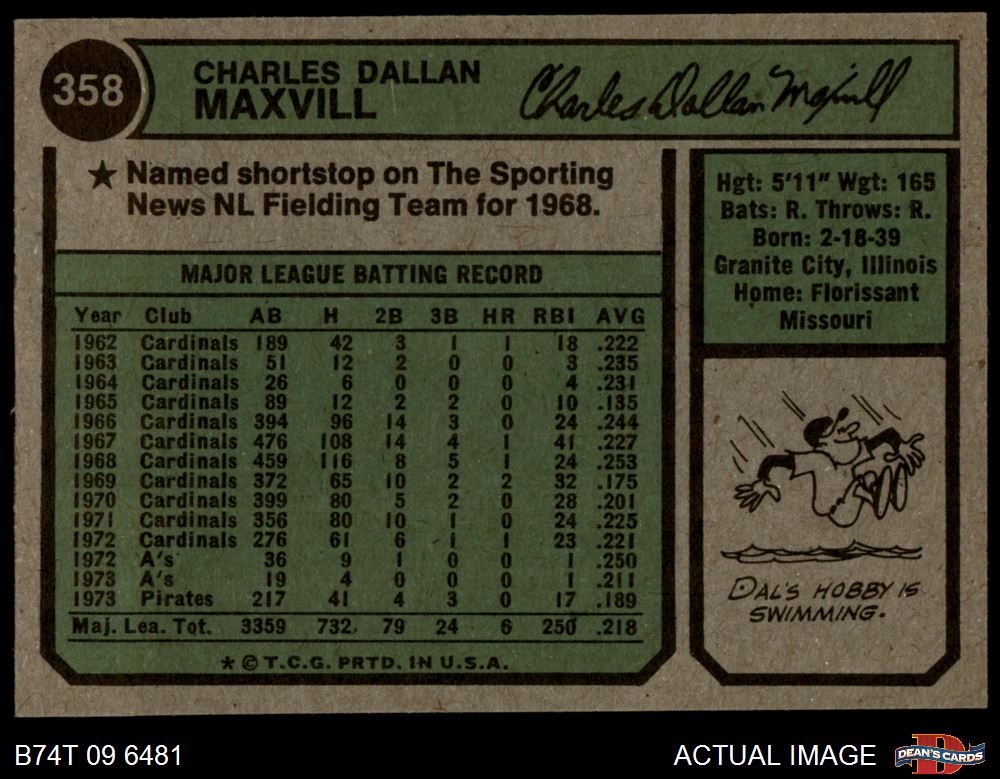 358
CHARLES DALLAN
MAXVILL
Charles Dallan Maxvill
★ Named shortstop on The Sporting
News NL Fielding Team for 1968.
MAJOR LEAGUE BATTING RECORD
Year Club AB H 2B 3B HR RBI AVG
1962 Cardinals 189 42 3 1 1 18 .222
1963 Cardinals 51 12 2 0 0 3 .235
1964 Cardinals 26 6 0 0 0 4 .231
1965 Cardinals 89 12 2 2 0 10 .135
1966 Cardinals 394 96 14 3 0 24 .244
1967 Cardinals 476 108 14 4 1 41 .227
1968 Cardinals 459 116 8 5 1 24 .253
1969 Cardinals 372 65 10 2 2 32 .175
1970 Cardinals 399 80 5 2 0 28 .201
1971 Cardinals 356 80 10 1 0 24 .225
1972 Cardinals 276 61 6 1 1 23 .221
1972 A's 36 9 1 0 0 1 .250
1973 A's 19 4 0 0 0 1 .211
1973 Pirates 217 41 4 3 0 17 .189
Maj. Lea. Tot. 3359 732 79 24 6 250 .218
★ © T.C.G. PRTD. IN U.S.A.
Hgt: 5'11" Wgt: 165
Bats: R. Throws: R.
Born: 2-18-39
Granite City, Illinois
Home: Florissant
Missouri
DAL'S HOBBY IS
SWIMMING.
B74T 09 6481
ACTUAL IMAGE
DEAN'S CARDS